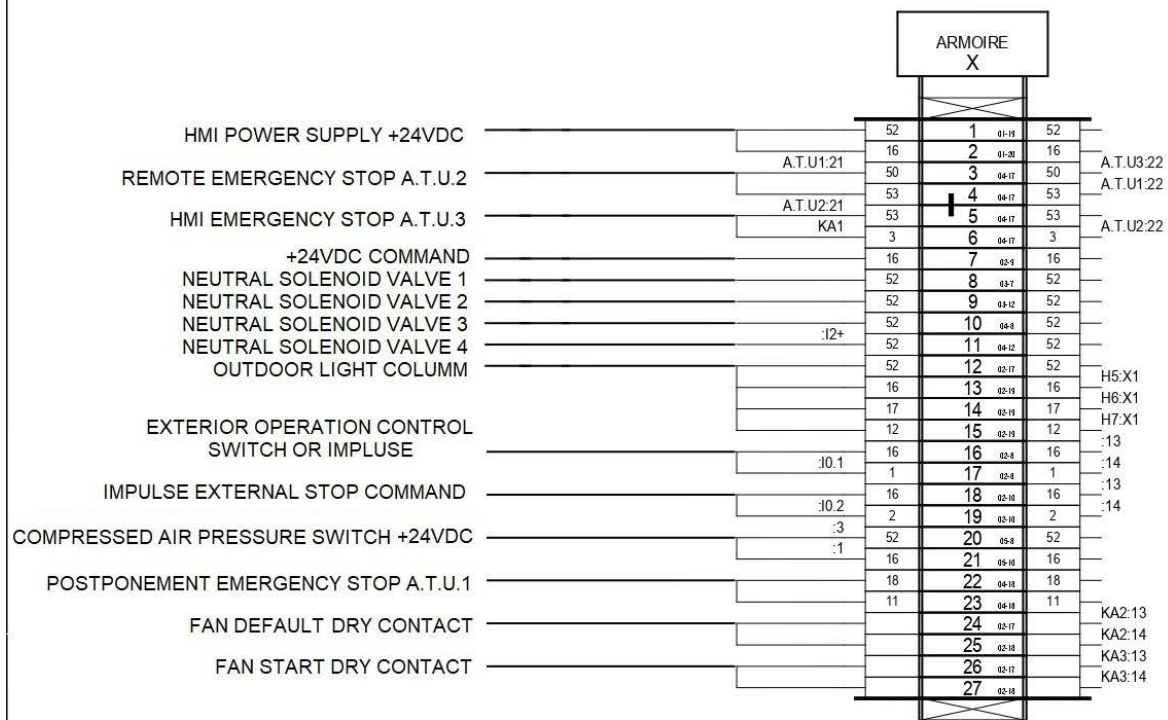 ARMOIRE
X
HMI POWER SUPPLY +24VDC 52 1 01-19 52
16 2 01-20 16
A.T.U1:21 A.T.U3:22
REMOTE EMERGENCY STOP A.T.U.2 50 3 04-17 50
A.T.U1:22
53 4 04-17 53
A.T.U2:21
HMI EMERGENCY STOP A.T.U.3 53 5 04-17 53
KA1 A.T.U2:22
3 6 04-17 3
+24VDC COMMAND 16 7 02-9 16
NEUTRAL SOLENOID VALVE 1 52 8 03-7 52
NEUTRAL SOLENOID VALVE 2 52 9 03-12 52
NEUTRAL SOLENOID VALVE 3 52 10 04-8 52
:I2+
NEUTRAL SOLENOID VALVE 4 52 11 04-12 52
OUTDOOR LIGHT COLUMM 52 12 02-17 52
H5:X1
16 13 02-19 16
H6:X1
17 14 02-19 17
H7:X1
EXTERIOR OPERATION CONTROL 12 15 02-19 12
:13
SWITCH OR IMPLUSE 16 16 02-8 16
:I0.1 :14
1 17 02-8 1
:13
IMPULSE EXTERNAL STOP COMMAND 16 18 02-10 16
:I0.2 :14
2 19 02-10 2
:3
COMPRESSED AIR PRESSURE SWITCH +24VDC 52 20 05-8 52
:1
16 21 05-10 16
POSTPONEMENT EMERGENCY STOP A.T.U.1 18 22 04-18 18
11 23 04-18 11
KA2:13
FAN DEFAULT DRY CONTACT 24 02-17
KA2:14
25 02-18
KA3:13
FAN START DRY CONTACT 26 02-17
KA3:14
27 02-18